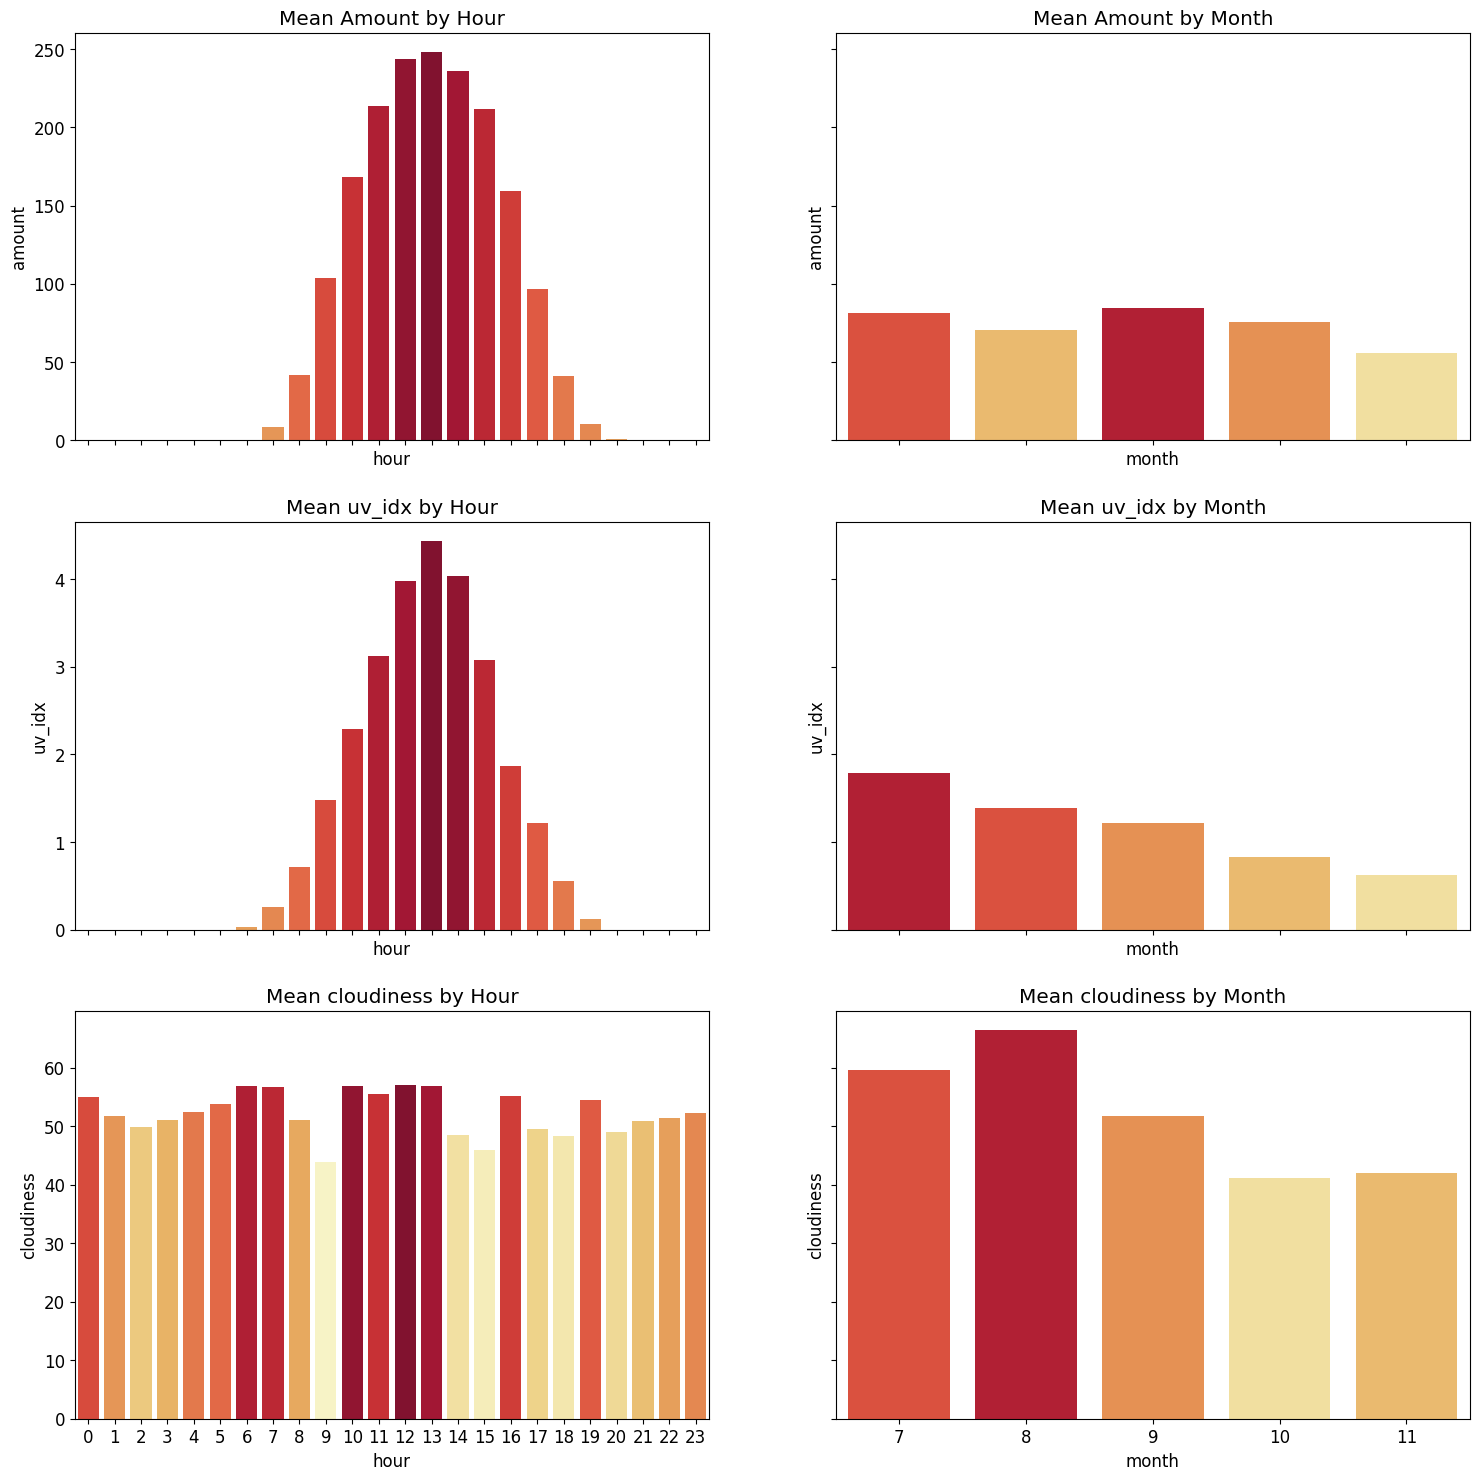 Mean Amount by Hour
250
200
150
100
50
0
amount
hour
Mean Amount by Month
amount
month
Mean uv_idx by Hour
4
3
2
1
0
uv_idx
hour
Mean uv_idx by Month
uv_idx
month
Mean cloudiness by Hour
60
50
40
30
20
10
0
cloudiness
0 1 2 3 4 5 6 7 8 9 10 11 12 13 14 15 16 17 18 19 20 21 22 23
hour
Mean cloudiness by Month
cloudiness
7 8 9 10 11
month